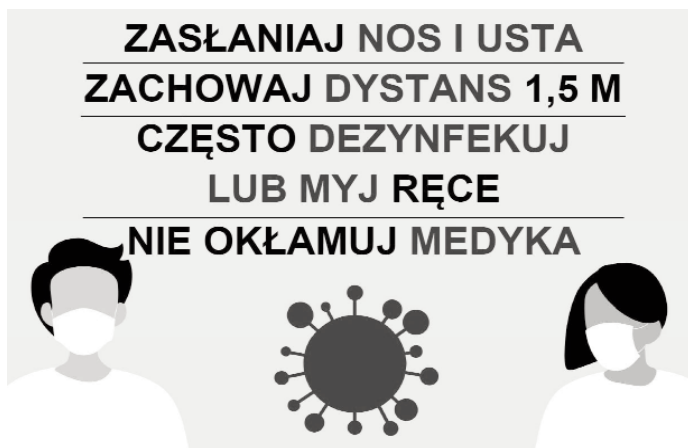 ZASŁANIAJ NOS I USTA
ZACHOWAJ DYSTANS 1,5 M
CZĘSTO DEZYNFEKUJ
LUB MYJ RĘCE
NIE OKŁAMUJ MEDYKA